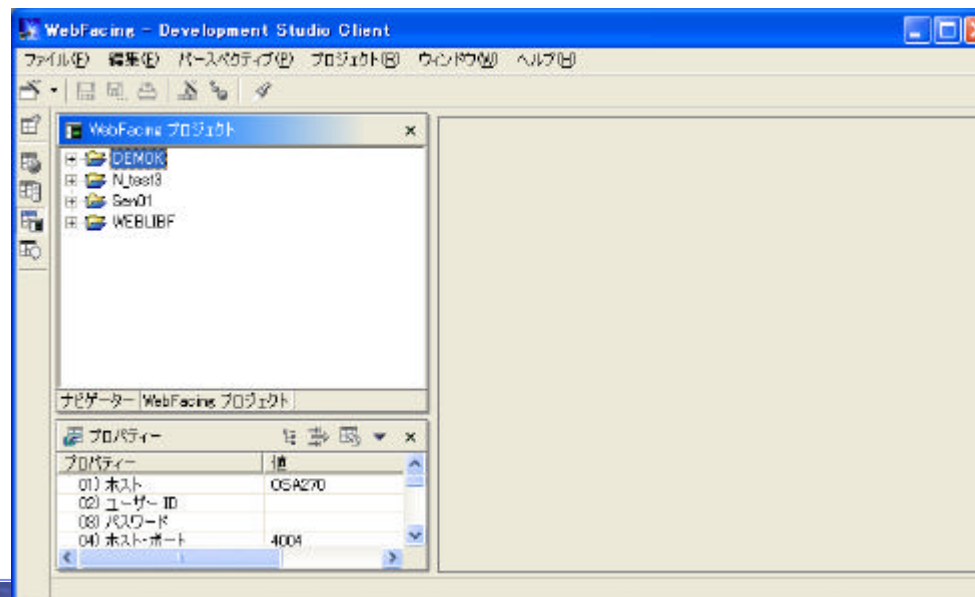 WebFacing - Development Studio Client
ファイル(F) 編集(E) パースペクティブ(P) プロジェクト(R) ウィンドウ(W) ヘルプ(H)
WebFacing プロジェクト
DEMOK
N_test3
Sen01
WEBLIBF
ナビゲーター WebFacing プロジェクト
プロパティー
プロパティー 値
01) ホスト OSA270
02) ユーザー ID
03) パスワード
04) ホスト・ポート 4004